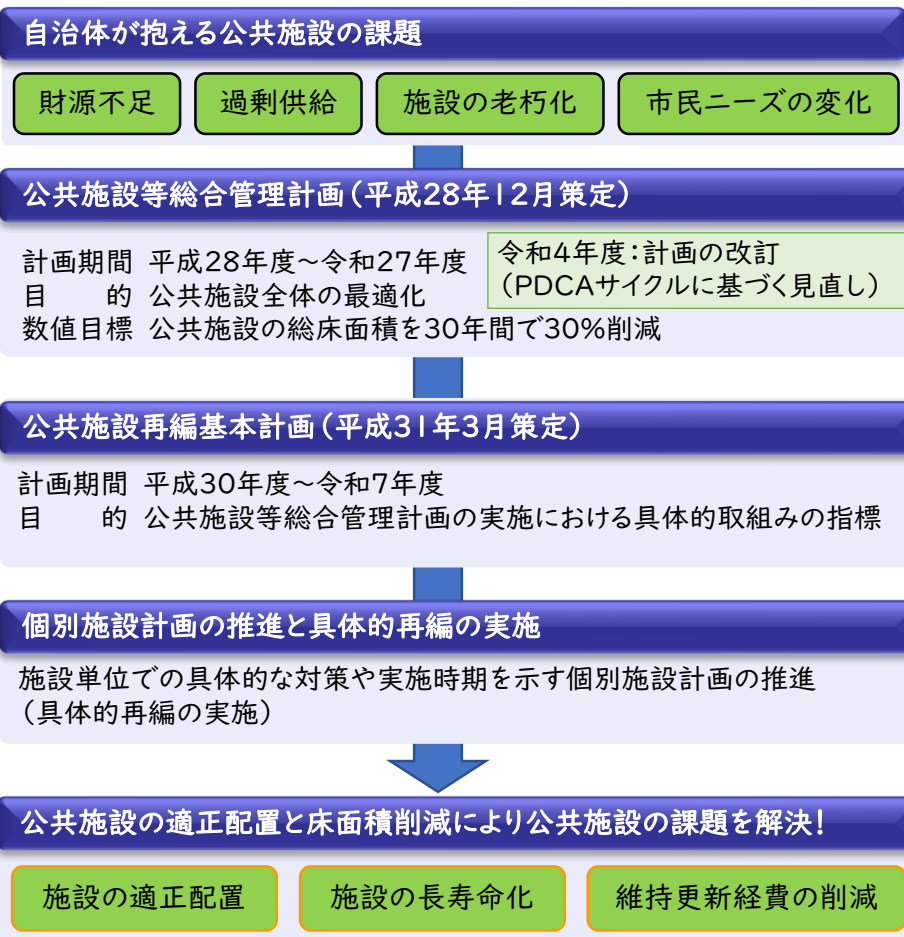 自治体が抱える公共施設の課題
財源不足
過剰供給
施設の老朽化
市民ニーズの変化
公共施設等総合管理計画（平成28年12月策定）
計画期間 平成28年度～令和27年度
目　　的 公共施設全体の最適化
数値目標 公共施設の総床面積を30年間で30%削減
令和4年度：計画の改訂
（PDCAサイクルに基づく見直し）
公共施設再編基本計画（平成31年3月策定）
計画期間 平成30年度～令和7年度
目　　的 公共施設等総合管理計画の実施における具体的取組みの指標
個別施設計画の推進と具体的再編の実施
施設単位での具体的な対策や実施時期を示す個別施設計画の推進
（具体的再編の実施）
公共施設の適正配置と床面積削減により公共施設の課題を解決！
施設の適正配置
施設の長寿命化
維持更新経費の削減